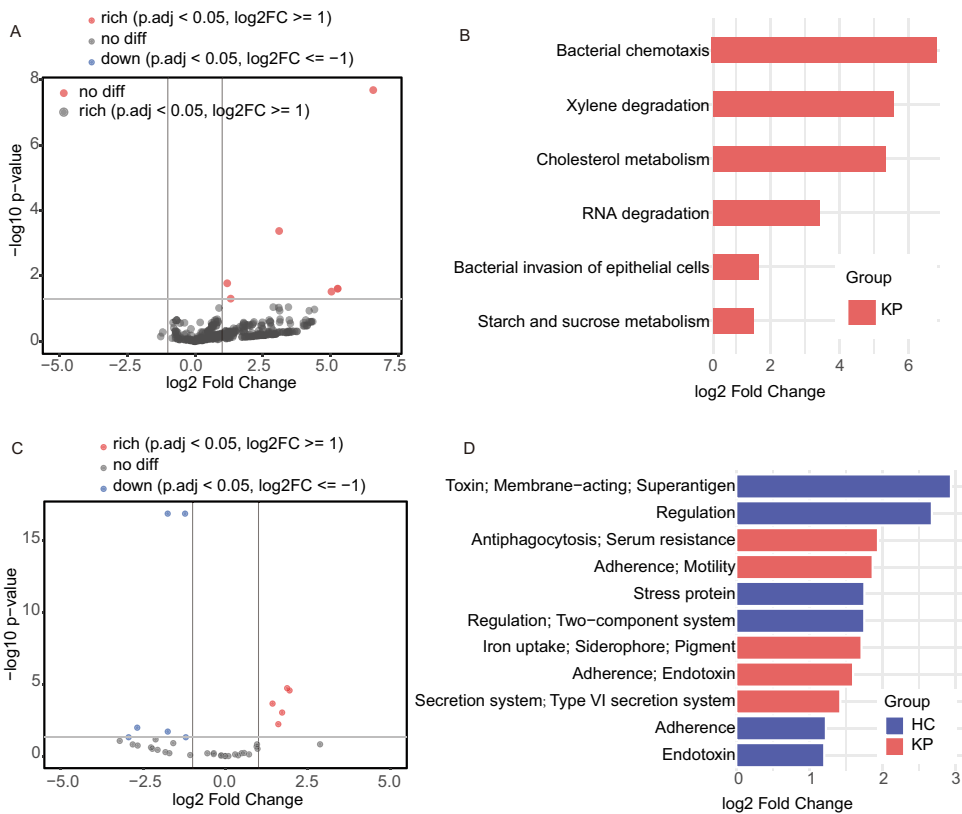 A
rich (p.adj < 0.05, log2FC >= 1)
no diff
down (p.adj < 0.05, log2FC <= −1)
no diff
rich (p.adj < 0.05, log2FC >= 1)
8
6
4
2
0
−log10 p−value
−5.0 −2.5 0.0 2.5 5.0 7.5
log2 Fold Change
B
Bacterial chemotaxis
Xylene degradation
Cholesterol metabolism
RNA degradation
Bacterial invasion of epithelial cells
Starch and sucrose metabolism
Group
KP
0 2 4 6
log2 Fold Change
C
rich (p.adj < 0.05, log2FC >= 1)
no diff
down (p.adj < 0.05, log2FC <= −1)
15
10
5
0
−log10 p−value
−5.0 −2.5 0.0 2.5 5.0
log2 Fold Change
D
Toxin; Membrane−acting; Superantigen
Regulation
Antiphagocytosis; Serum resistance
Adherence; Motility
Stress protein
Regulation; Two−component system
Iron uptake; Siderophore; Pigment
Adherence; Endotoxin
Secretion system; Type VI secretion system
Adherence
Endotoxin
Group
HC
KP
0 1 2 3
log2 Fold Change